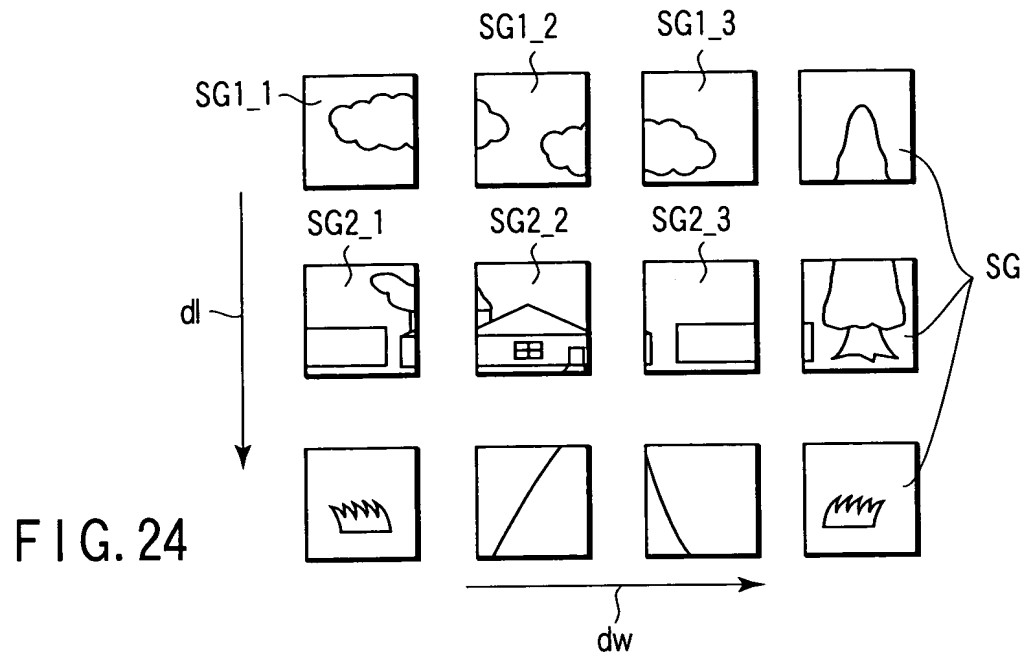 SG1_1
SG1_2
SG1_3
SG2_1
SG2_2
SG2_3
SG
dl
FIG. 24
dw